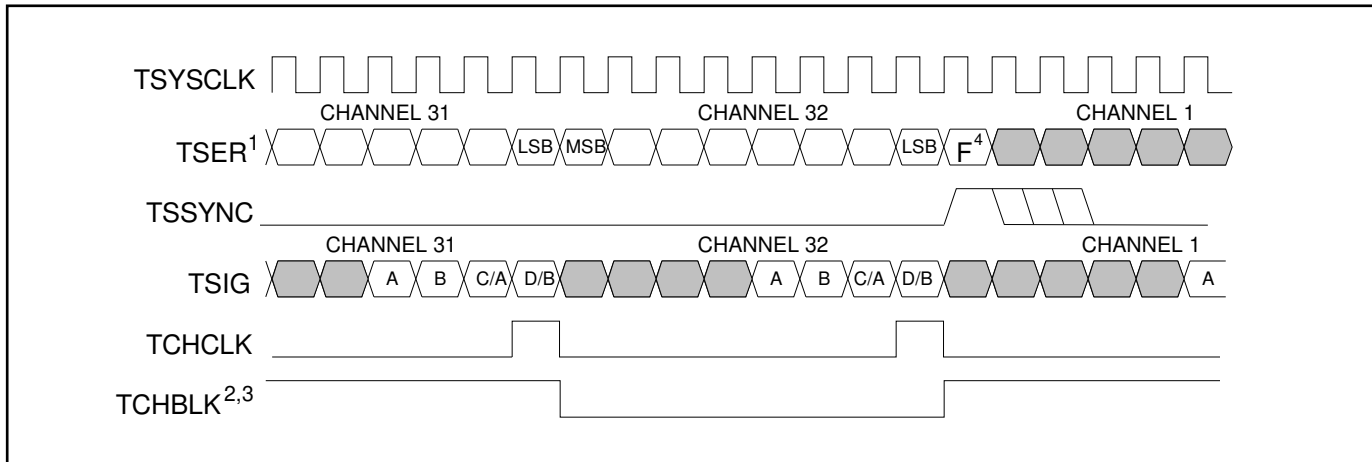 TSYSCLK
CHANNEL 31 CHANNEL 32 CHANNEL 1
TSER1 LSB MSB LSB F4
TSSYNC
CHANNEL 31 CHANNEL 32 CHANNEL 1
TSIG A B C/A D/B A B C/A D/B A
TCHCLK
TCHBLK2,3